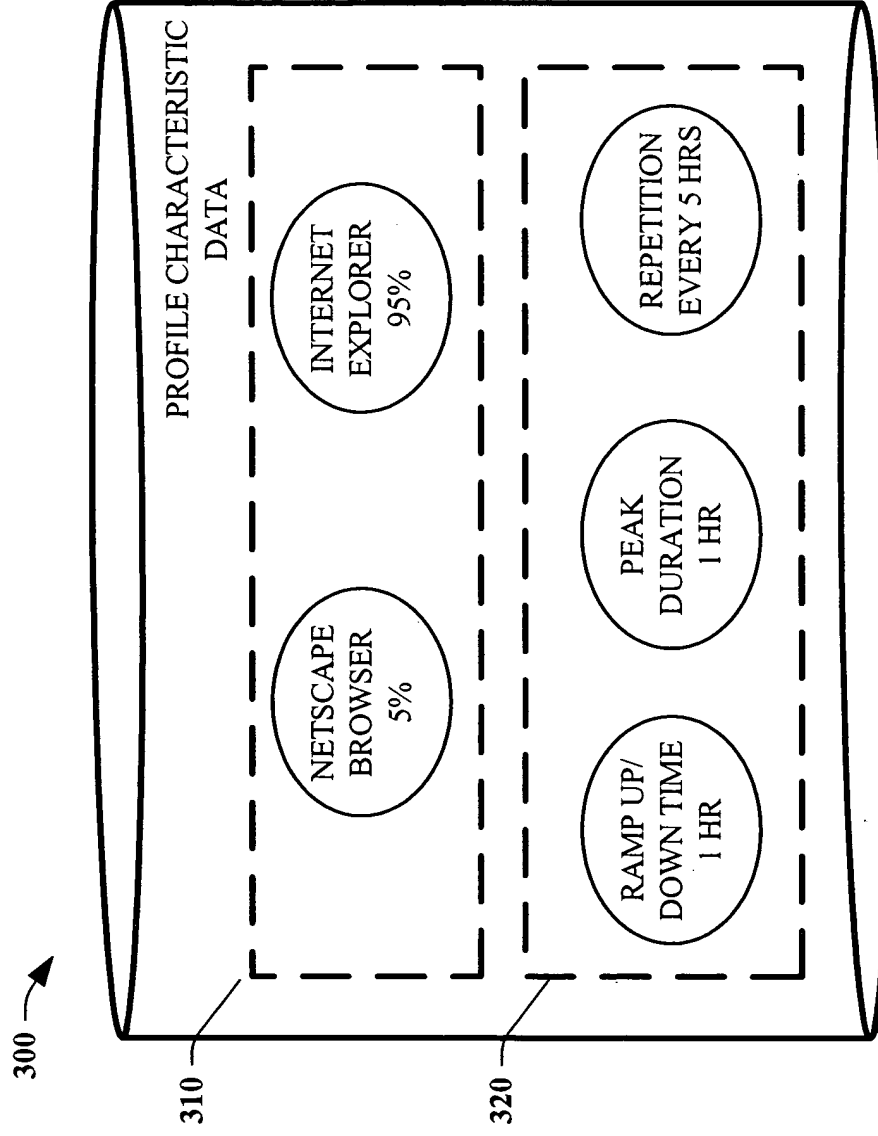 300
PROFILE CHARACTERISTIC
DATA
310
NETSCAPE
BROWSER
5%
INTERNET
EXPLORER
95%
320
RAMP UP/
DOWN TIME
1 HR
PEAK
DURATION
1 HR
REPETITION
EVERY 5 HRS